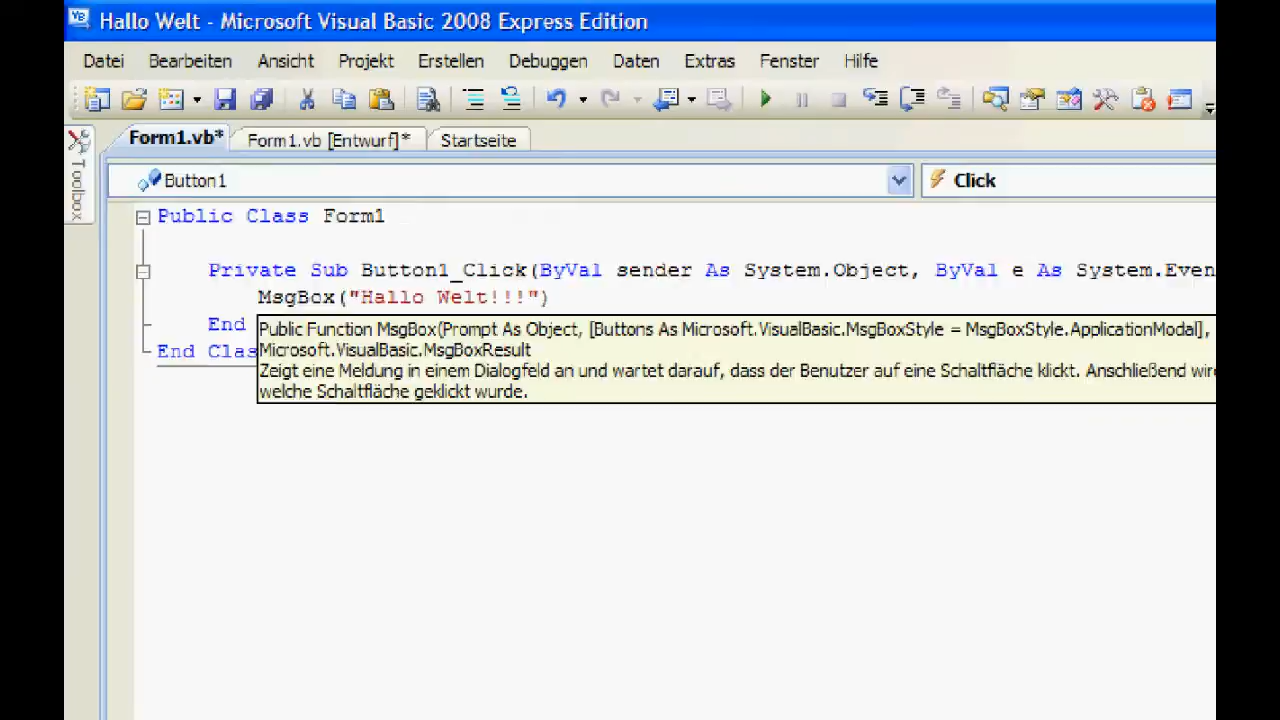 Hallo Welt - Microsoft Visual Basic 2008 Express Edition
Datei Bearbeiten Ansicht Projekt Erstellen Debuggen Daten Extras Fenster Hilfe
Form1.vb* Form1.vb [Entwurf]* Startseite
Toolbox
Button1 Click
Public Class Form1
Private Sub Button1_Click(ByVal sender As System.Object, ByVal e As System.Even
MsgBox("Hallo Welt!!!")
End
End Clas
Public Function MsgBox(Prompt As Object, [Buttons As Microsoft.VisualBasic.MsgBoxStyle = MsgBoxStyle.ApplicationModal],
Microsoft.VisualBasic.MsgBoxResult
Zeigt eine Meldung in einem Dialogfeld an und wartet darauf, dass der Benutzer auf eine Schaltfläche klickt. Anschließend wird
welche Schaltfläche geklickt wurde.